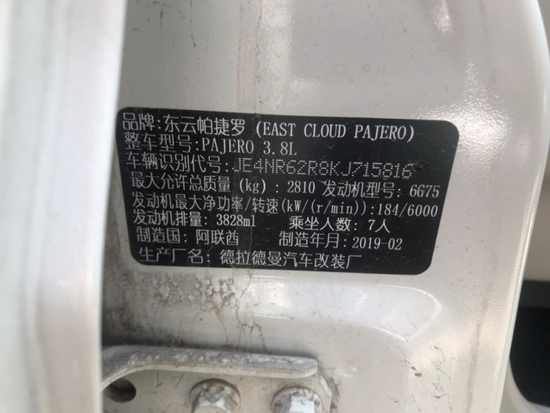 品牌:东云帕捷罗 (EAST CLOUD PAJERO)
整车型号:PAJERO 3.8L
车辆识别代号:JE4NR62R8KJ715816
最大允许总质量 (kg) : 2810 发动机型号: 6G75
发动机最大净功率/转速(kW/(r/min)):184/6000
发动机排量: 3828ml 乘坐人数: 7人
制造国: 阿联酋 制造年月:2019-02
生产厂名: 德拉德曼汽车改装厂